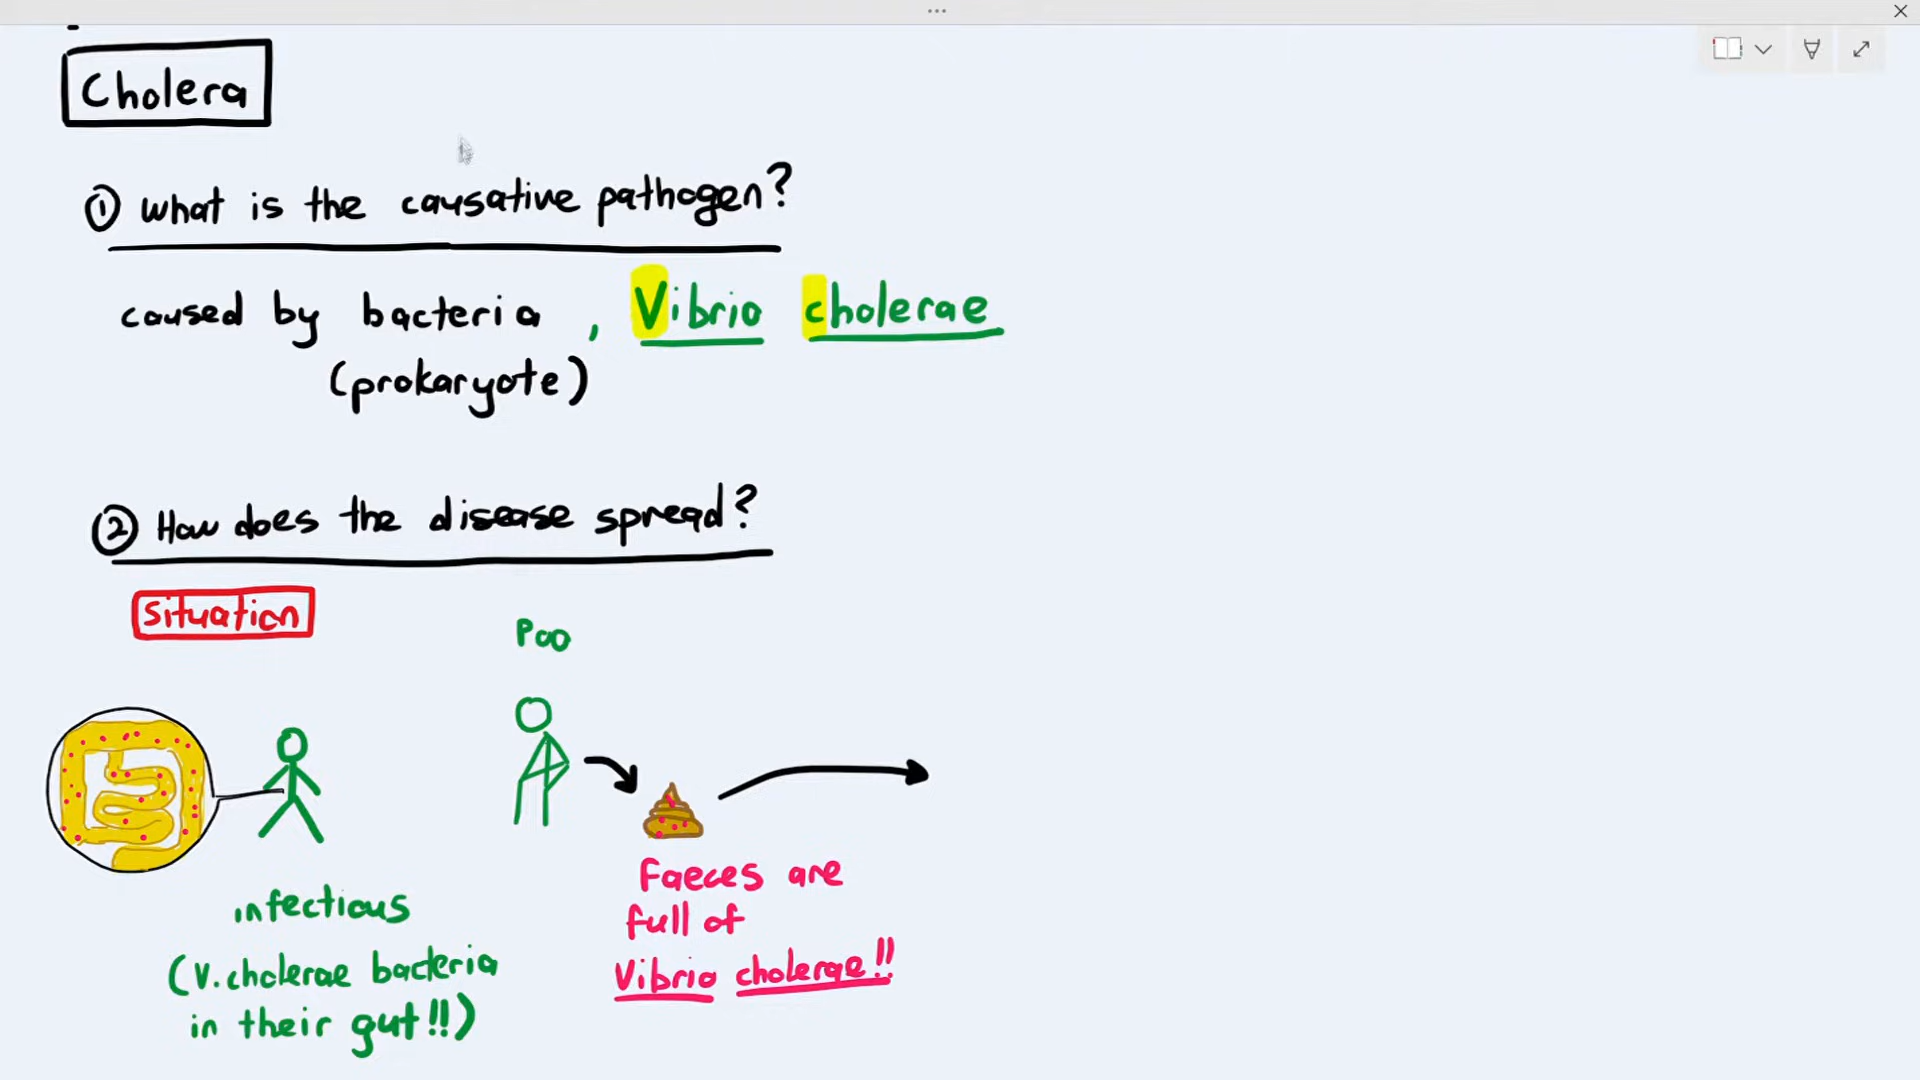 Cholera
① What is the causative pathogen?
caused by bacteria , Vibrio cholerae
(prokaryote)
② How does the disease spread?
Situation
Poo
infectious
(V. cholerae bacteria
in their gut!!)
Faeces are
full of
Vibrio cholerae!!